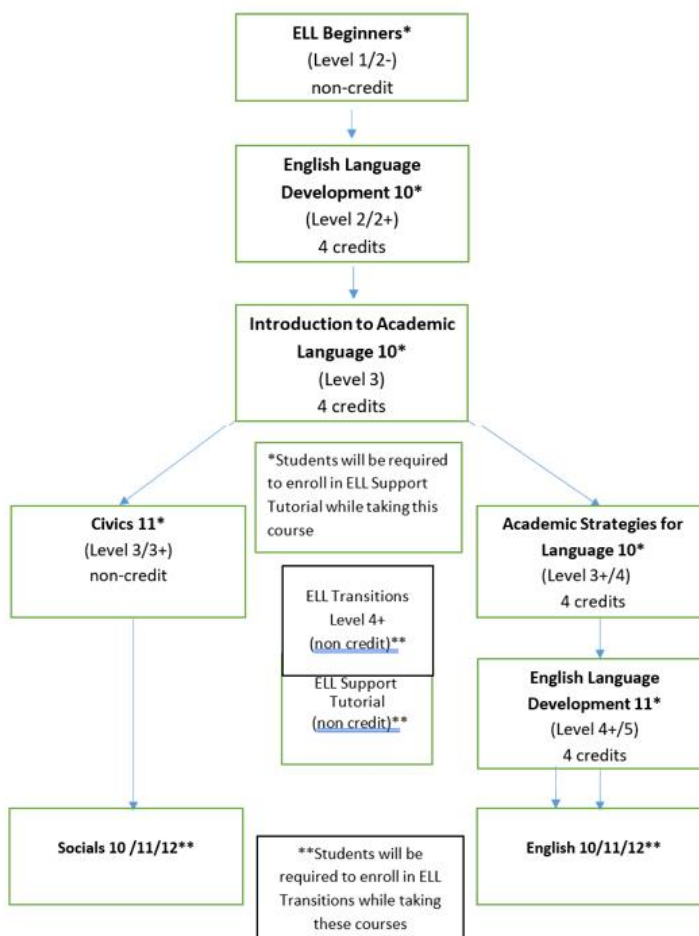 ELL Beginners*
(Level 1/2-)
non-credit
English Language
Development 10*
(Level 2/2+)
4 credits
Introduction to Academic
Language 10*
(Level 3)
4 credits
*Students will be required
to enroll in ELL Support
Tutorial while taking this
course
Civics 11*
(Level 3/3+)
non-credit
Academic Strategies for
Language 10*
(Level 3+/4)
4 credits
ELL Transitions
Level 4+
(non credit)**
ELL Support
Tutorial
(non credit)**
English Language
Development 11*
(Level 4+/5)
4 credits
Socials 10 /11/12**
**Students will be
required to enroll in ELL
Transitions while taking
these courses
English 10/11/12**